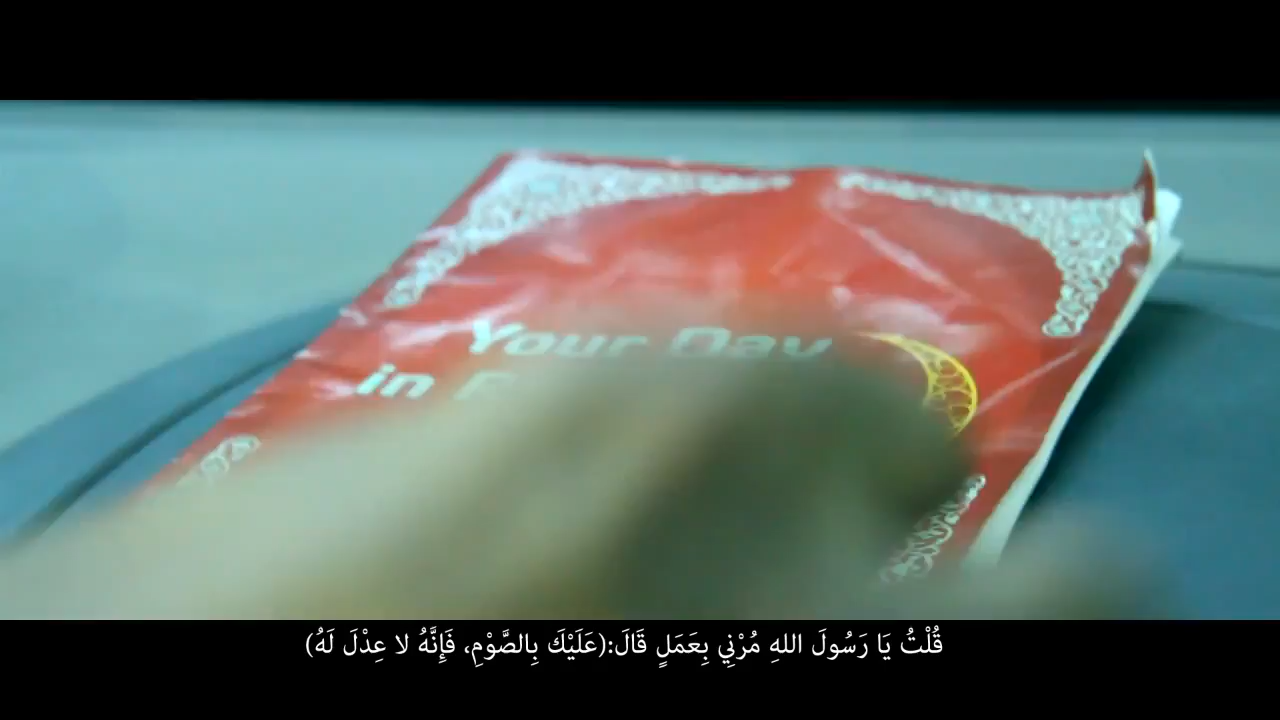 Your Day
in
قُلْتُ يَا رَسُولَ اللهِ مُرْنِي بِعَمَلٍ قَالَ:(عَلَيْكَ بِالصَّوْمِ، فَإِنَّهُ لا عِدْلَ لَهُ)